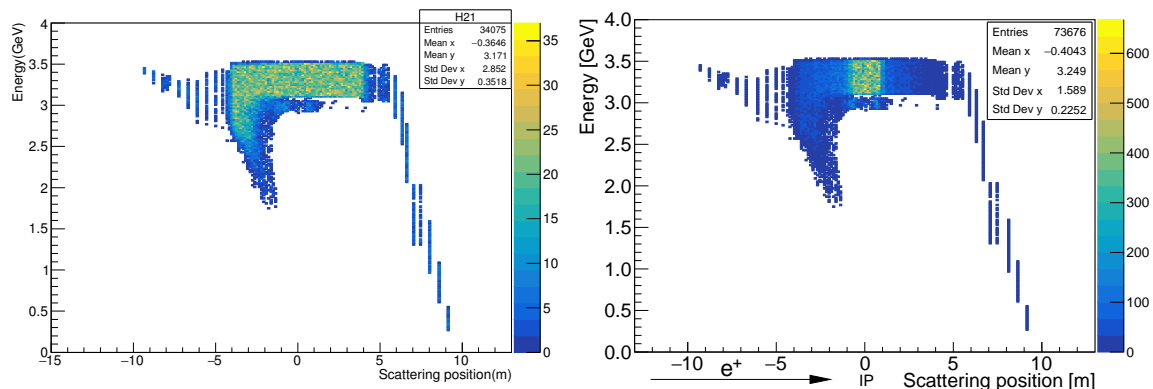 H21
Entries 34075
Mean x −0.3646
Mean y 3.171
Std Dev x 2.852
Std Dev y 0.3518
Energy(GeV)
4
3.5
3
2.5
2
1.5
1
0.5
0
−15 −10 −5 0 5 10
Scattering position(m)
35
30
25
20
15
10
5
0
Entries 73676
Mean x −0.4043
Mean y 3.249
Std Dev x 1.589
Std Dev y 0.2252
Energy [GeV]
4.0
3.5
3.0
2.5
2.0
1.5
1.0
0.5
0.0
−10 −5 0 5 10
e+ IP Scattering position [m]
600
500
400
300
200
100
0